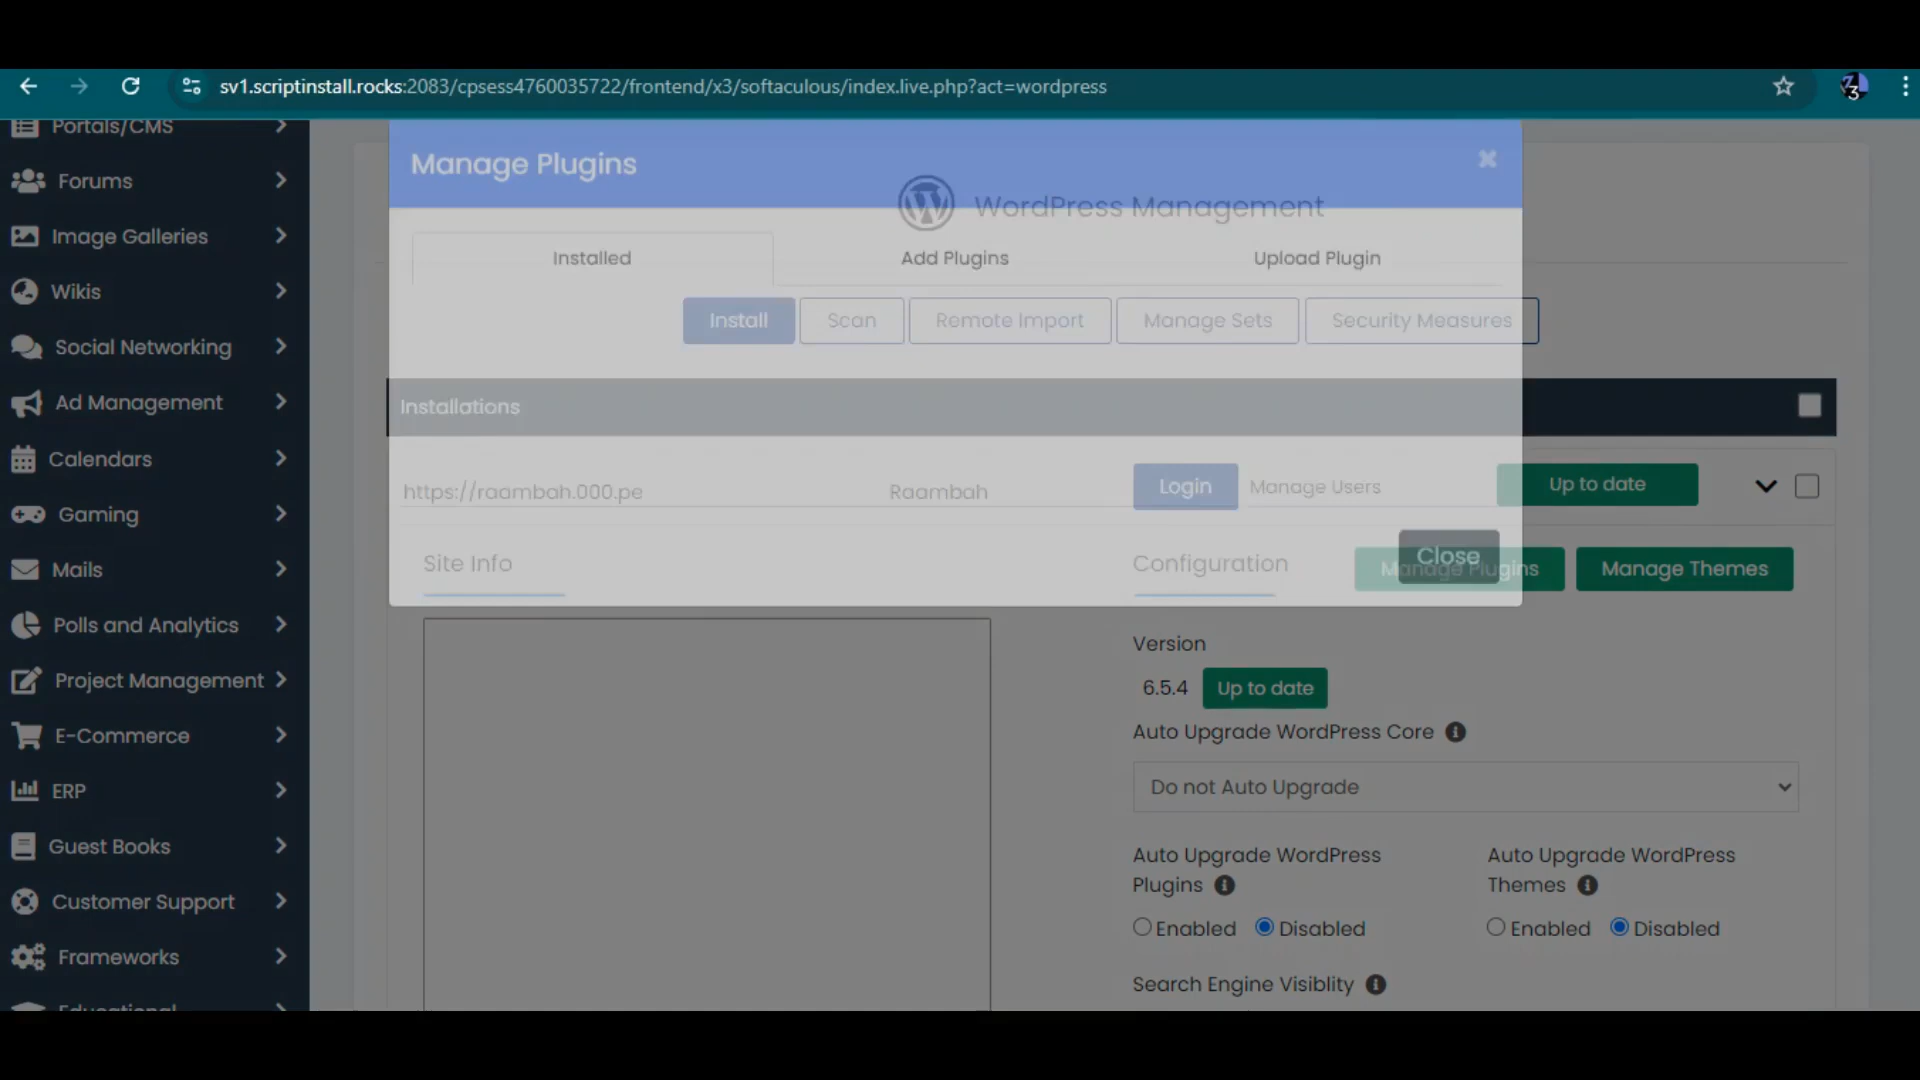 sv1.scriptinstall.rocks:2083/cpsess4760035722/frontend/x3/softaculous/index.live.php?act=wordpress
3
Portals/CMS
Forums
Image Galleries
Wikis
Social Networking
Ad Management
Calendars
Gaming
Mails
Polls and Analytics
Project Management
E-Commerce
ERP
Guest Books
Customer Support
Frameworks
Educational
Manage Plugins
WordPress Management
Installed Add Plugins Upload Plugin
Install Scan Remote Import Manage Sets Security Measures
Installations
https://raambah.000.pe Raambah Login Manage Users Up to date
Site Info Configuration Manage Plugins Close Manage Themes
Version
6.5.4 Up to date
Auto Upgrade WordPress Core
Do not Auto Upgrade
Auto Upgrade WordPress
Plugins
Enabled Disabled
Auto Upgrade WordPress
Themes
Enabled Disabled
Search Engine Visiblity